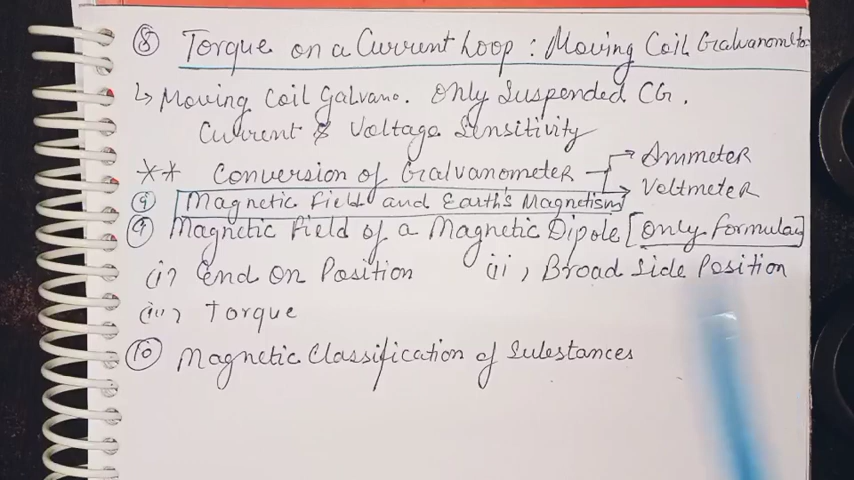 ⑧ Torque on a Current Loop : Moving Coil Galvanometer
↳ Moving Coil Galvano. Only Suspended CG.
Current & Voltage Sensitivity
** Conversion of Galvanometer → Ammeter
→ Voltmeter
⑨ Magnetic Field and Earth's Magnetism
⑨ Magnetic Field of a Magnetic Dipole [only formula]
(i) End On Position (ii) Broad Side Position
(iii) Torque
⑩ Magnetic Classification of Substances